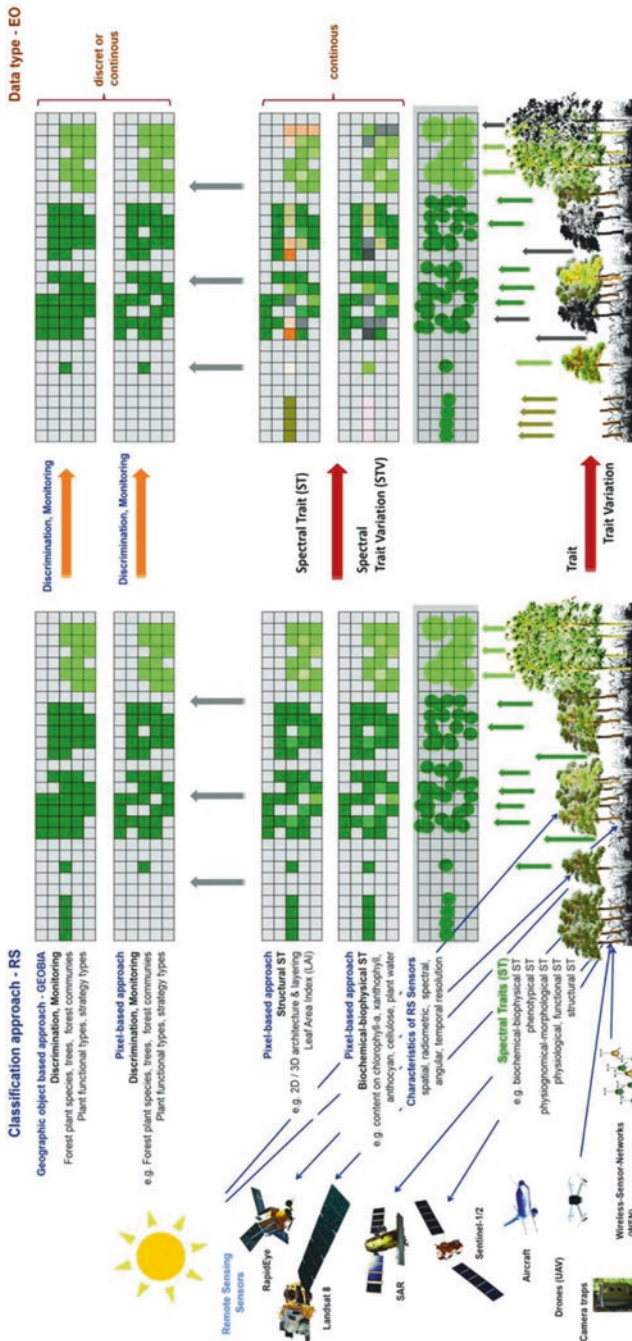 Classification approach - RS
Data type - EO
Geographic object based approach - GEOBIA
Discrimination, Monitoring
Forest plant species, trees, forest communies
Plant functional types, strategy types
Discrimination, Monitoring
discret or
continous
Pixel-based approach
Discrimination, Monitoring
e.g. Forest plant species, trees, forest communies
Plant functional types, strategy types
Discrimination, Monitoring
Remote Sensing
Sensors
RapidEye
Landsat 8
SAR
Sentinel-1/2
Aircraft
Drones (UAV)
Camera traps
Wireless-Sensor-Networks
Pixel-based approach
Structural ST
e.g. 2D / 3D architecture & layering
Leaf Area Index (LAI)
Spectral Trait (ST)
continous
Pixel-based approach
Biochemical-biophysical ST
e.g. content on chlorophyll-a, xanthophyll,
anthocyan, cellulose, plant water
Spectral
Trait Variation (STV)
Characteristics of RS Sensors
spatial, radiometric, spectral,
angular, temporal resolution
Spectral Traits (ST)
e.g. biochemical-biophysical ST
phenotypical ST
physiognomical-morphological ST
physiological, functional ST
structural ST
Trait
Trait Variation